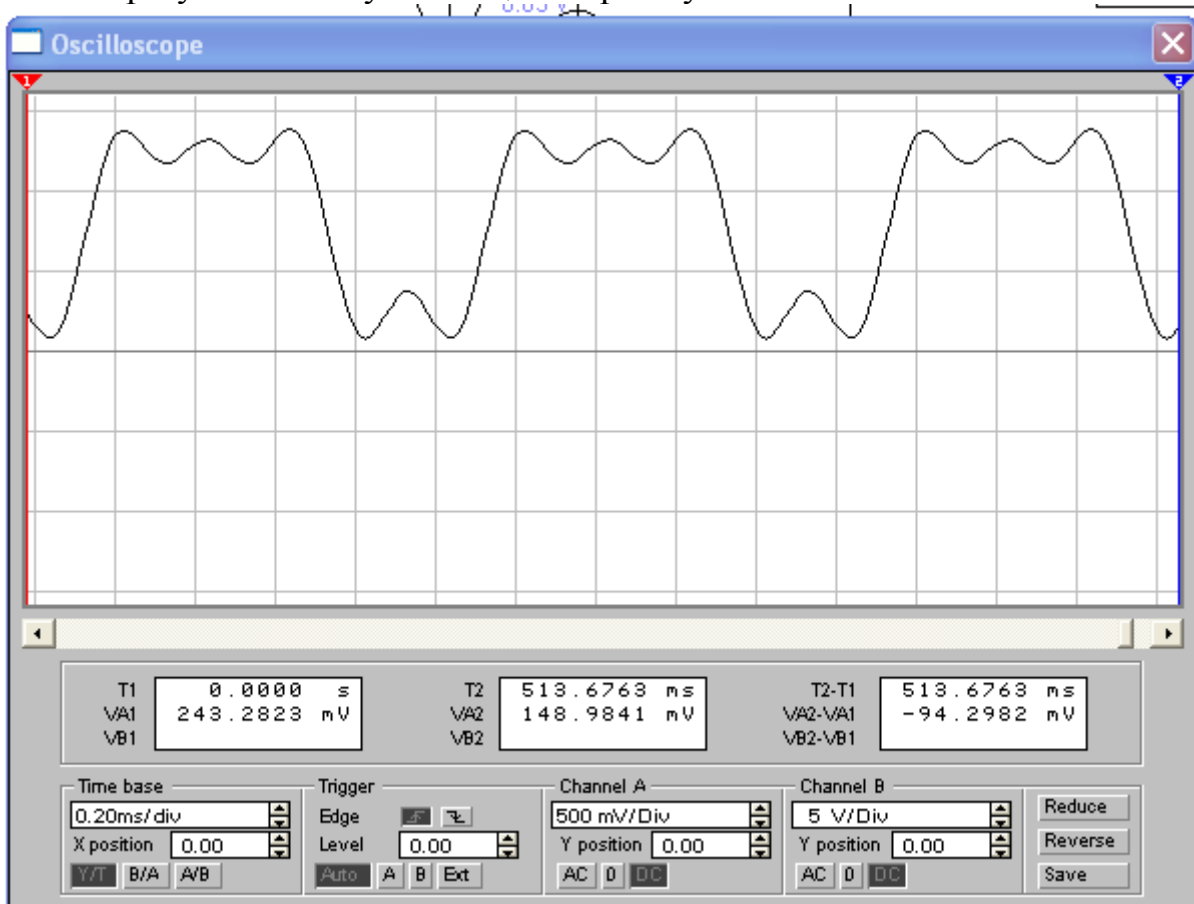 Oscilloscope
1
2
T1 0.0000 s
VA1 243.2823 mV
VB1
T2 513.6763 ms
VA2 148.9841 mV
VB2
T2-T1 513.6763 ms
VA2-VA1 -94.2982 mV
VB2-VB1
Time base
0.20ms/div
X position 0.00
Y/T B/A A/B
Trigger
Edge
Level 0.00
Auto A B Ext
Channel A
500 mV/Div
Y position 0.00
AC 0 DC
Channel B
5 V/Div
Y position 0.00
AC 0 DC
Reduce
Reverse
Save